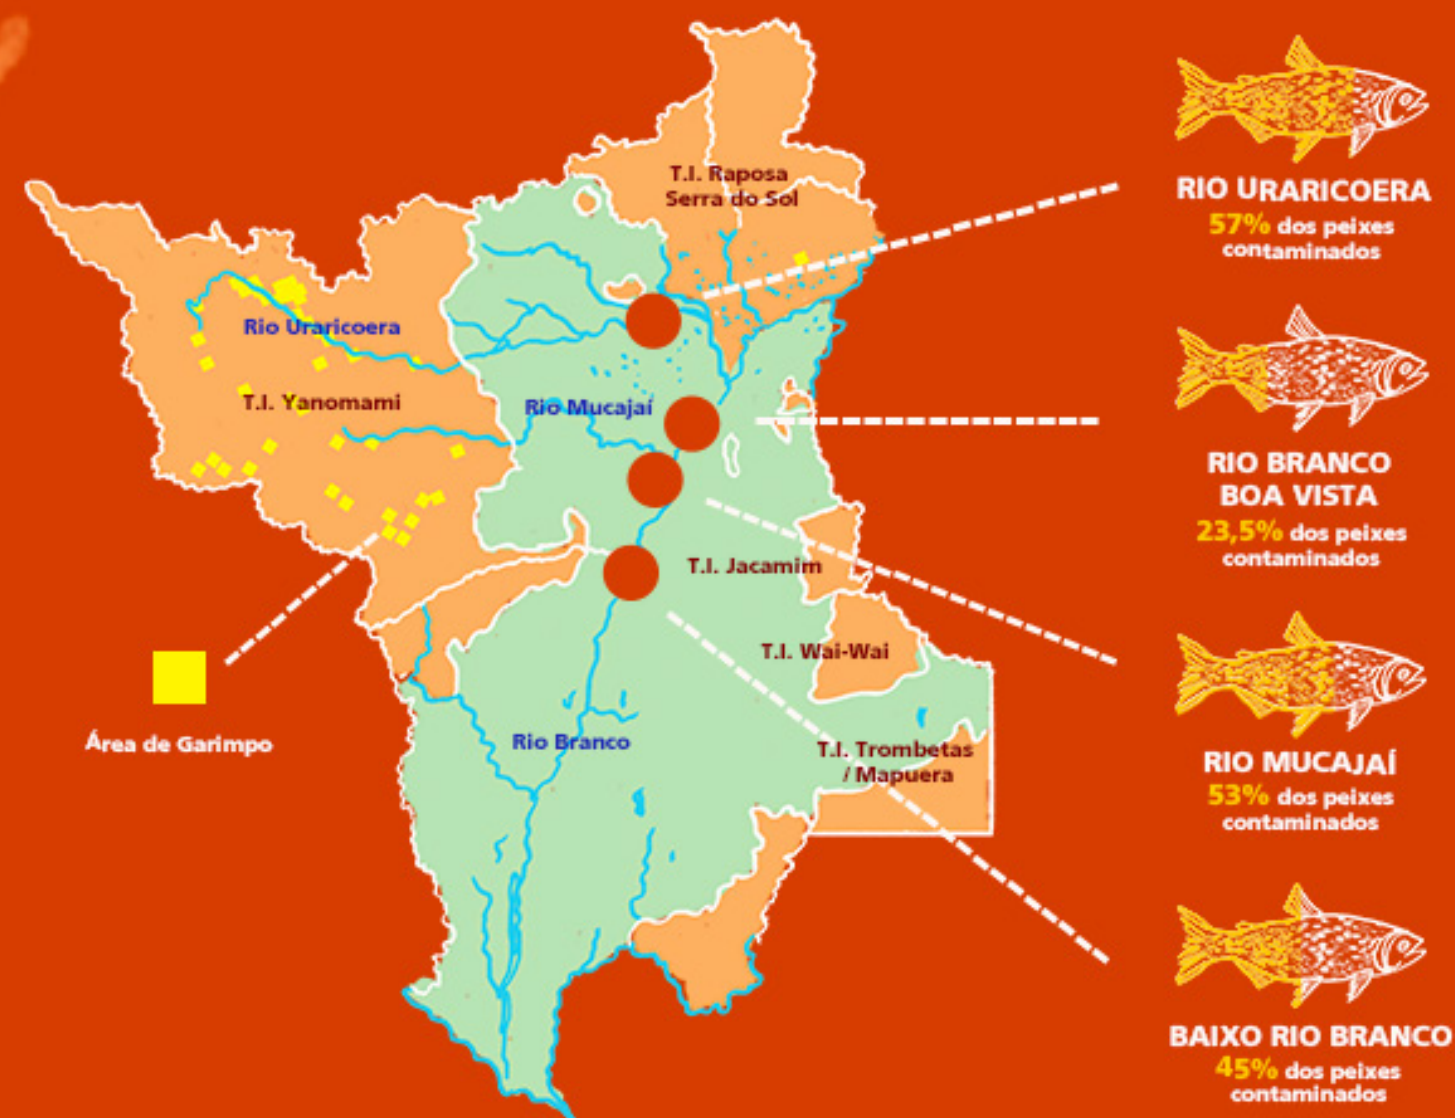 T.I. Raposa
Serra do Sol
Rio Uraricoera
T.I. Yanomami
Rio Mucajaí
T.I. Jacamim
T.I. Wai-Wai
Rio Branco
T.I. Trombetas
/ Mapuera
Área de Garimpo
RIO URARICOERA
57% dos peixes
contaminados
RIO BRANCO
BOA VISTA
23,5% dos peixes
contaminados
RIO MUCAJAÍ
53% dos peixes
contaminados
BAIXO RIO BRANCO
45% dos peixes
contaminados